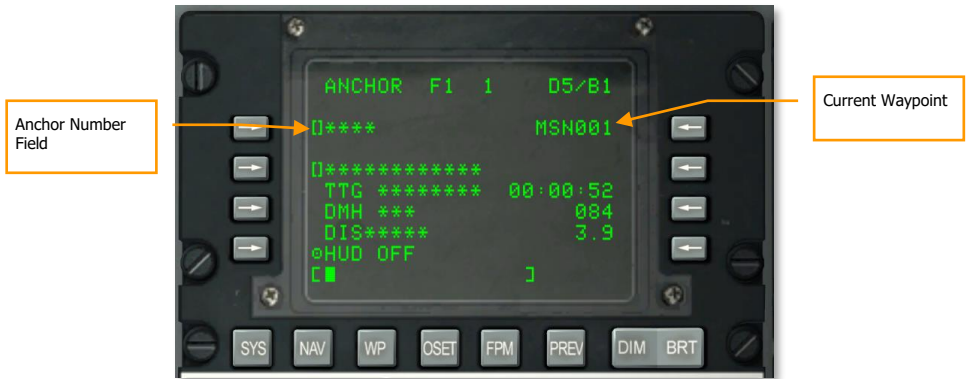 ANCHOR F1 1 D5/B1
Anchor Number
Field
Current Waypoint
[]**** MSN001
[]************
TTG ******** 00:00:52
DMH *** 084
DIS***** 3.9
⊙HUD OFF
[█ ]
SYS NAV WP OSET FPM PREV DIM BRT